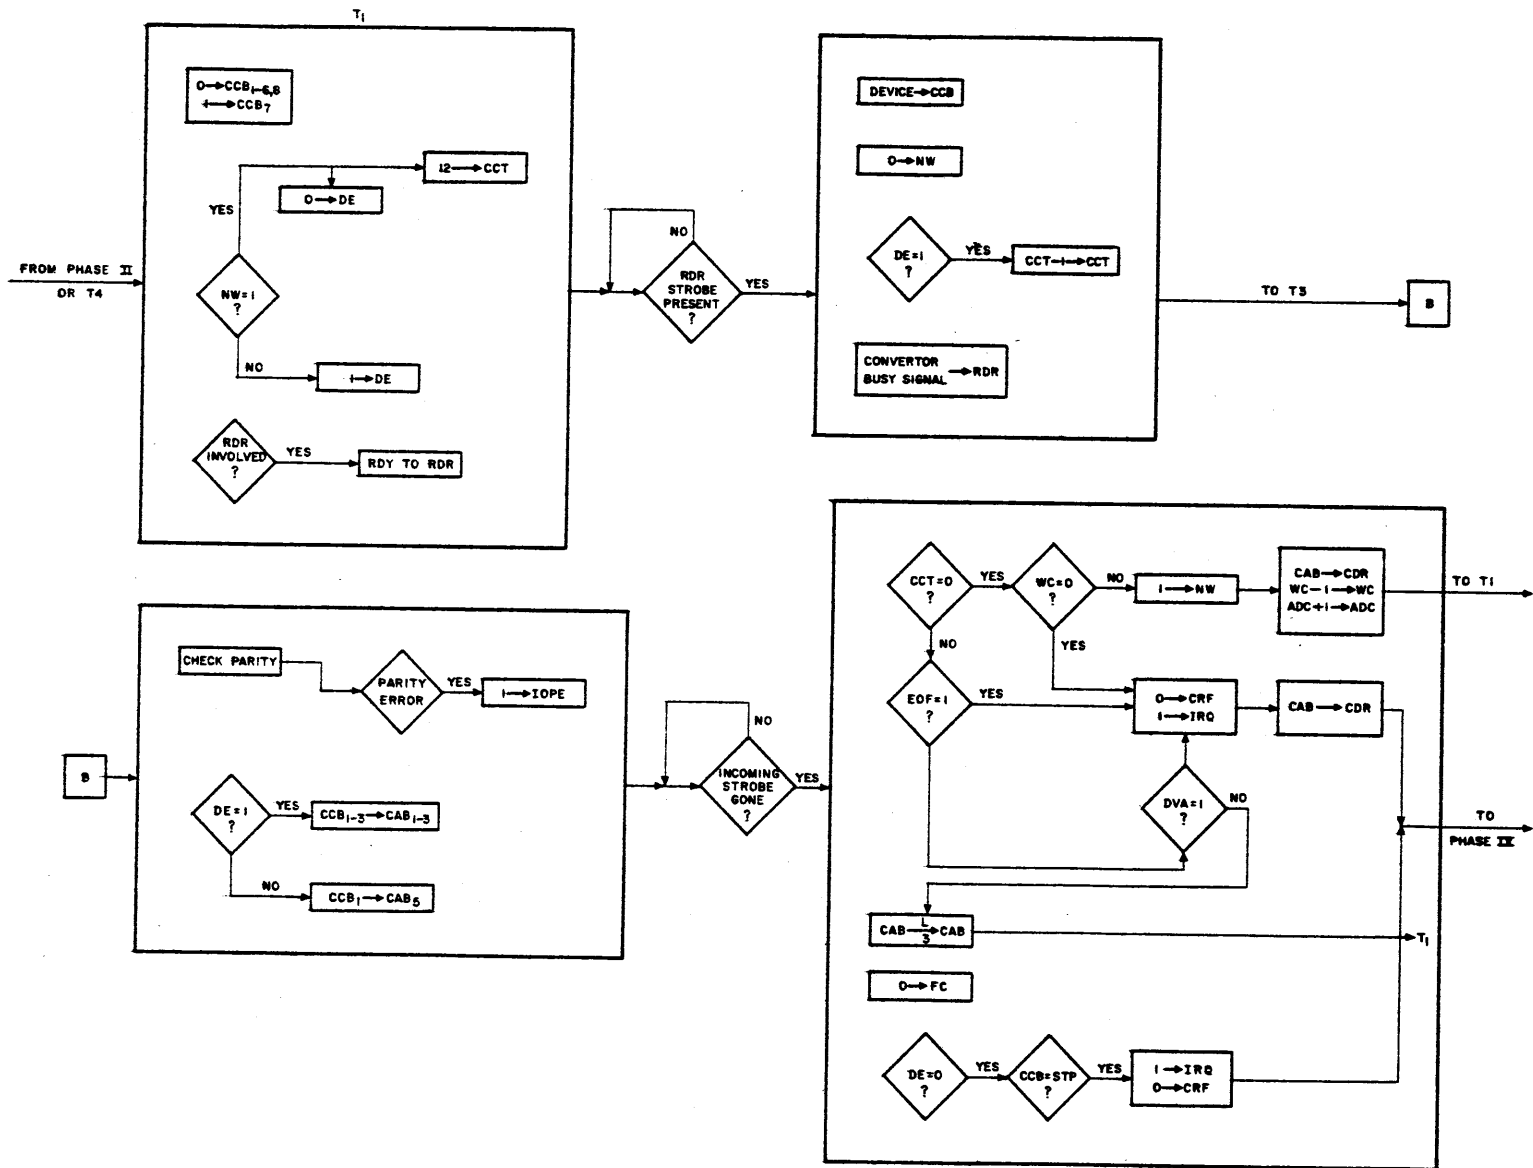 T1
0→CCB1-6,8
1→CCB7
12→CCT
0→DE
YES
FROM PHASE II
OR T4
NW=1
?
NO
1→DE
RDR
INVOLVED
?
YES
RDY TO RDR
NO
RDR
STROBE
PRESENT
?
YES
DEVICE→CCB
0→NW
DE=1
?
YES
CCT-1→CCT
CONVERTOR
BUSY SIGNAL →RDR
TO T3
B
B
CHECK PARITY
PARITY
ERROR
YES
1→IOPE
DE=1
?
YES
CCB1-3→CAB1-3
NO
CCB1→CAB5
NO
INCOMING
STROBE
GONE
?
YES
CCT=0
?
YES
WC=0
?
NO
1→NW
CAB→CDR
WC-1→WC
ADC+1→ADC
TO T1
NO
YES
EOF=1
?
YES
0→CRF
1→IRQ
CAB→CDR
DVA=1
?
NO
TO
PHASE IV
CAB L/3→CAB
T1
0→FC
DE=0
?
YES
CCB=STP
?
YES
1→IRQ
0→CRF